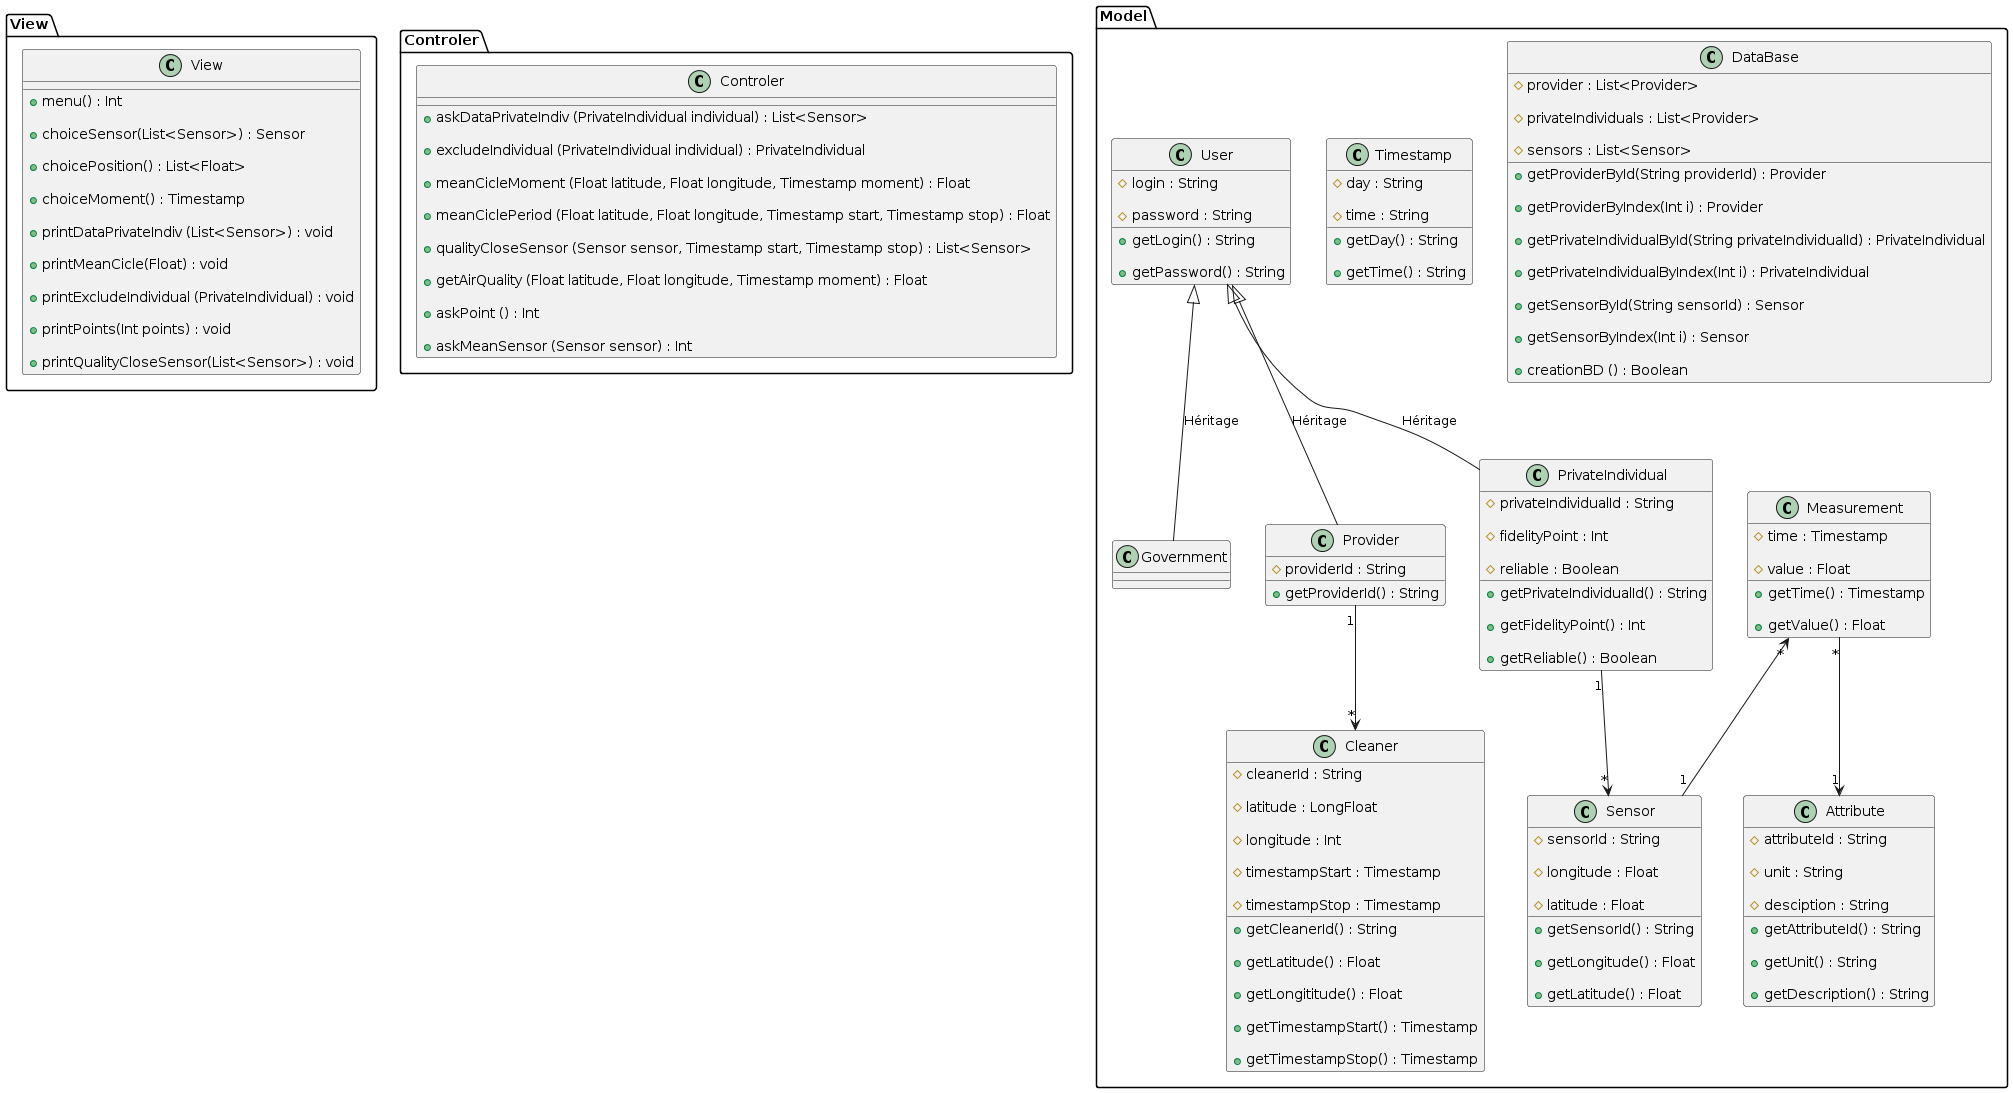 View
View
menu() : Int
choiceSensor(List<Sensor>) : Sensor
choicePosition() : List<Float>
choiceMoment() : Timestamp
printDataPrivateIndiv (List<Sensor>) : void
printMeanCicle(Float) : void
printExcludeIndividual (PrivateIndividual) : void
printPoints(Int points) : void
printQualityCloseSensor(List<Sensor>) : void
Controler
Controler
askDataPrivateIndiv (PrivateIndividual individual) : List<Sensor>
excludeIndividual (PrivateIndividual individual) : PrivateIndividual
meanCicleMoment (Float latitude, Float longitude, Timestamp moment) : Float
meanCiclePeriod (Float latitude, Float longitude, Timestamp start, Timestamp stop) : Float
qualityCloseSensor (Sensor sensor, Timestamp start, Timestamp stop) : List<Sensor>
getAirQuality (Float latitude, Float longitude, Timestamp moment) : Float
askPoint () : Int
askMeanSensor (Sensor sensor) : Int
Model
C User
login : String
password : String
getLogin() : String
getPassword() : String
C Timestamp
day : String
time : String
getDay() : String
getTime() : String
C DataBase
provider : List<Provider>
privateIndividuals : List<Provider>
sensors : List<Sensor>
getProviderById(String providerId) : Provider
getProviderByIndex(Int i) : Provider
getPrivateIndividualById(String privateIndividualId) : PrivateIndividual
getPrivateIndividualByIndex(Int i) : PrivateIndividual
getSensorById(String sensorId) : Sensor
getSensorByIndex(Int i) : Sensor
creationBD () : Boolean
Héritage
Héritage
Héritage
C Government
C Provider
providerId : String
getProviderId() : String
C PrivateIndividual
privateIndividualId : String
fidelityPoint : Int
reliable : Boolean
getPrivateIndividualId() : String
getFidelityPoint() : Int
getReliable() : Boolean
C Measurement
time : Timestamp
value : Float
getTime() : Timestamp
getValue() : Float
1
*
1
*
*
1
*
1
C Cleaner
cleanerId : String
latitude : LongFloat
longitude : Int
timestampStart : Timestamp
timestampStop : Timestamp
getCleanerId() : String
getLatitude() : Float
getLongititude() : Float
getTimestampStart() : Timestamp
getTimestampStop() : Timestamp
C Sensor
sensorId : String
longitude : Float
latitude : Float
getSensorId() : String
getLongitude() : Float
getLatitude() : Float
C Attribute
attributeId : String
unit : String
desciption : String
getAttributeId() : String
getUnit() : String
getDescription() : String